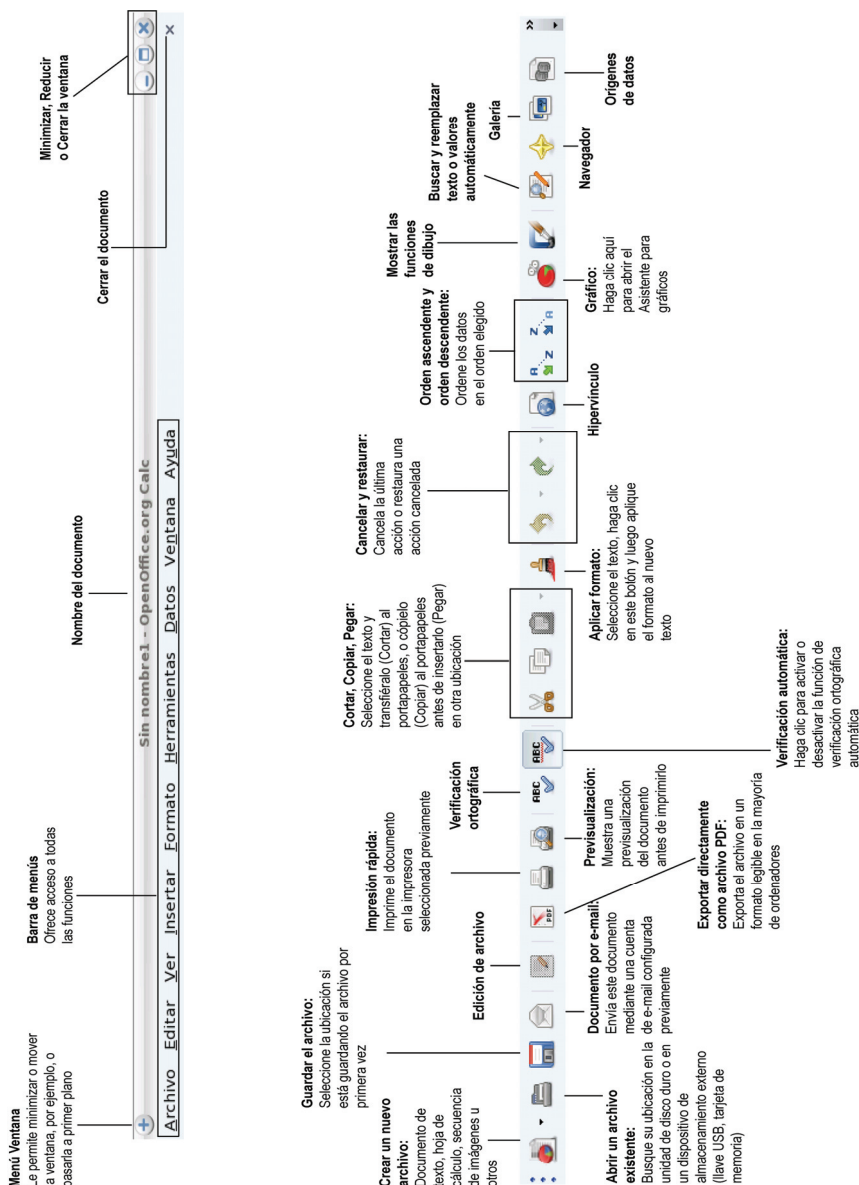 Menú Ventana
Le permite minimizar o mover
a ventana, por ejemplo, o
pasarla a primer plano
Barra de menús
Ofrece acceso a todas
las funciones
Nombre del documento
Cerrar el documento
Minimizar, Reducir
o Cerrar la ventana
Sin nombre1 - OpenOffice.org Calc
Archivo Editar Ver Insertar Formato Herramientas Datos Ventana Ayuda
Crear un nuevo
archivo:
Documento de
texto, hoja de
cálculo, secuencia
de imágenes u
otros
Guardar el archivo:
Seleccione la ubicación si
está guardando el archivo por
primera vez
Edición de archivo
Impresión rápida:
Imprime el documento
en la impresora
seleccionada previamente
Verificación
ortográfica
Cortar, Copiar, Pegar:
Seleccione el texto y
transfiéralo (Cortar) al
portapapeles, o cópielo
(Copiar) al portapapeles
antes de insertarlo (Pegar)
en otra ubicación
Cancelar y restaurar:
Cancela la última
acción o restaura una
acción cancelada
Orden ascendente y
orden descendente:
Ordene los datos
en el orden elegido
Mostrar las
funciones
de dibujo
Buscar y reemplazar
texto o valores
automáticamente
Galería
PDF
ABC
ABC
A
Z
Z
A
Abrir un archivo
existente:
Busque su ubicación en la
unidad de disco duro o en
un dispositivo de
almacenamiento externo
(llave USB, tarjeta de
memoria)
Documento por e-mail:
Envía este documento
mediante una cuenta
de e-mail configurada
previamente
Exportar directamente
como archivo PDF:
Exporta el archivo en un
formato legible en la mayoría
de ordenadores
Previsualización:
Muestra una
previsualización
del documento
antes de imprimirlo
Verificación automática:
Haga clic para activar o
desactivar la función de
verificación ortográfica
automática
Aplicar formato:
Seleccione el texto, haga clic
en este botón y luego aplique
el formato al nuevo
texto
Hipervínculo
Gráfico:
Haga clic aquí
para abrir el
Asistente para
gráficos
Navegador
Orígenes
de datos